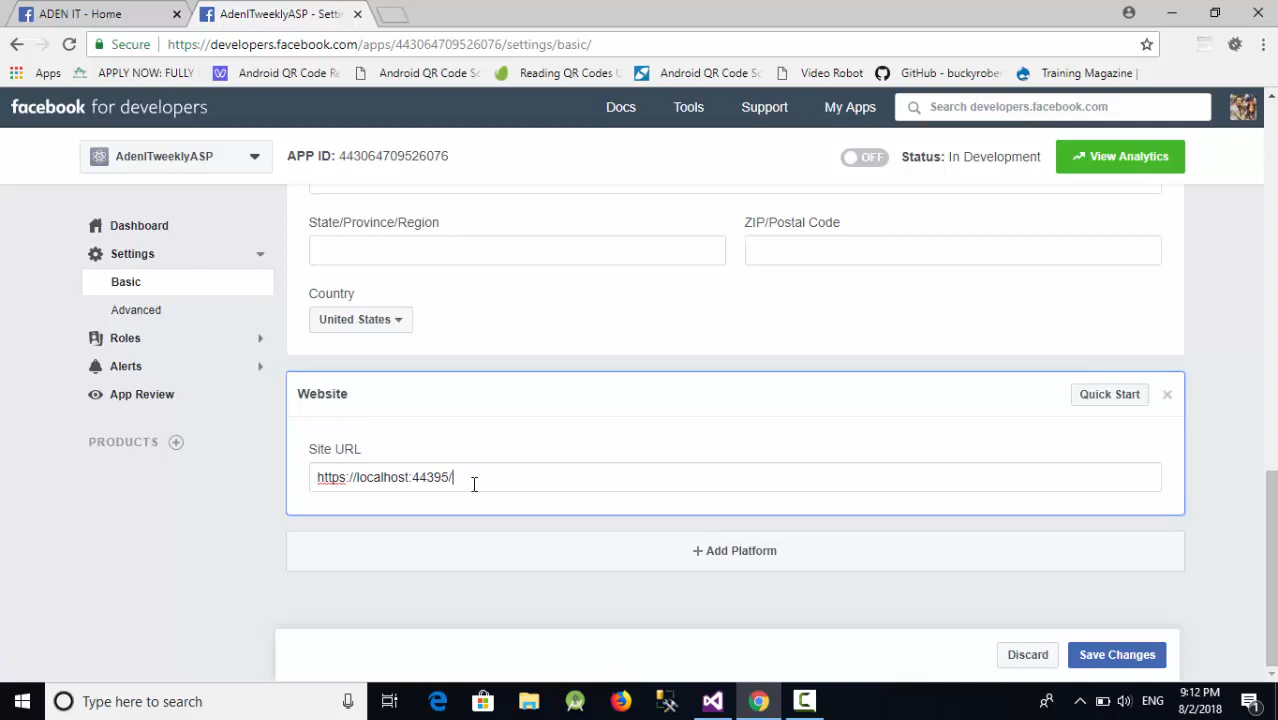 ADEN IT - Home
AdenITweeklyASP - Setti
Secure
https://developers.facebook.com/apps/443064709526076/settings/basic/
Apps
APPLY NOW: FULLY
Android QR Code Re
Android QR Code Sc
Reading QR Codes U
Android QR Code Sc
Video Robot
GitHub - buckyrober
Training Magazine |
facebook for developers
Docs
Tools
Support
My Apps
Search developers.facebook.com
AdenITweeklyASP
APP ID: 443064709526076
OFF
Status: In Development
View Analytics
Dashboard
Settings
Basic
Advanced
Roles
Alerts
App Review
PRODUCTS
State/Province/Region
ZIP/Postal Code
Country
United States
Website
Quick Start
Site URL
https://localhost:44395/
+ Add Platform
Discard
Save Changes
Type here to search
ENG
9:12 PM
8/2/2018
1